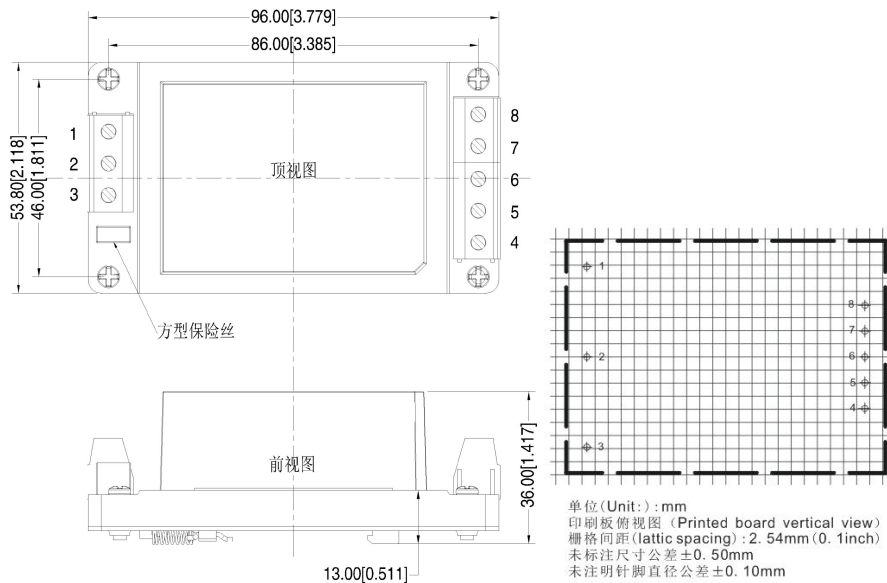 96.00[3.779]
86.00[3.385]
53.80[2.118]
46.00[1.811]
1
2
3
顶视图
8
7
6
5
4
方型保险丝
前视图
36.00[1.417]
13.00[0.511]
1
2
3
8
7
6
5
4
单位(Unit:):mm
印刷板俯视图 (Printed board vertical view)
栅格间距(lattic spacing):2.54mm(0.1inch)
未标注尺寸公差±0.50mm
未注明针脚直径公差±0.10mm